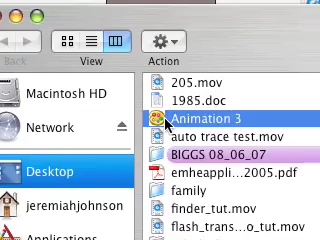 Back
View
Action
Macintosh HD
Network
Desktop
jeremiahjohnson
Applications
205.mov
1985.doc
Animation 3
auto trace test.mov
BIGGS 08_06_07
emheappli...2005.pdf
family
finder_tut.mov
flash_trans...o_tut.mov